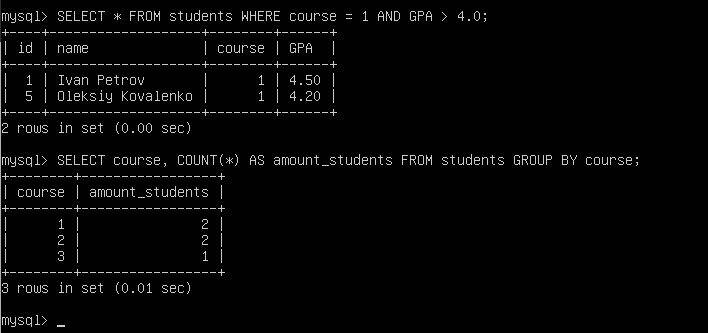 mysql> SELECT * FROM students WHERE course = 1 AND GPA > 4.0;
+----+-------------------+--------+------+
| id | name              | course | GPA  |
+----+-------------------+--------+------+
|  1 | Ivan Petrov       |      1 | 4.50 |
|  5 | Oleksiy Kovalenko |      1 | 4.20 |
+----+-------------------+--------+------+
2 rows in set (0.00 sec)
mysql> SELECT course, COUNT(*) AS amount_students FROM students GROUP BY course;
+--------+-----------------+
| course | amount_students |
+--------+-----------------+
|      1 |               2 |
|      2 |               2 |
|      3 |               1 |
+--------+-----------------+
3 rows in set (0.01 sec)
mysql> _